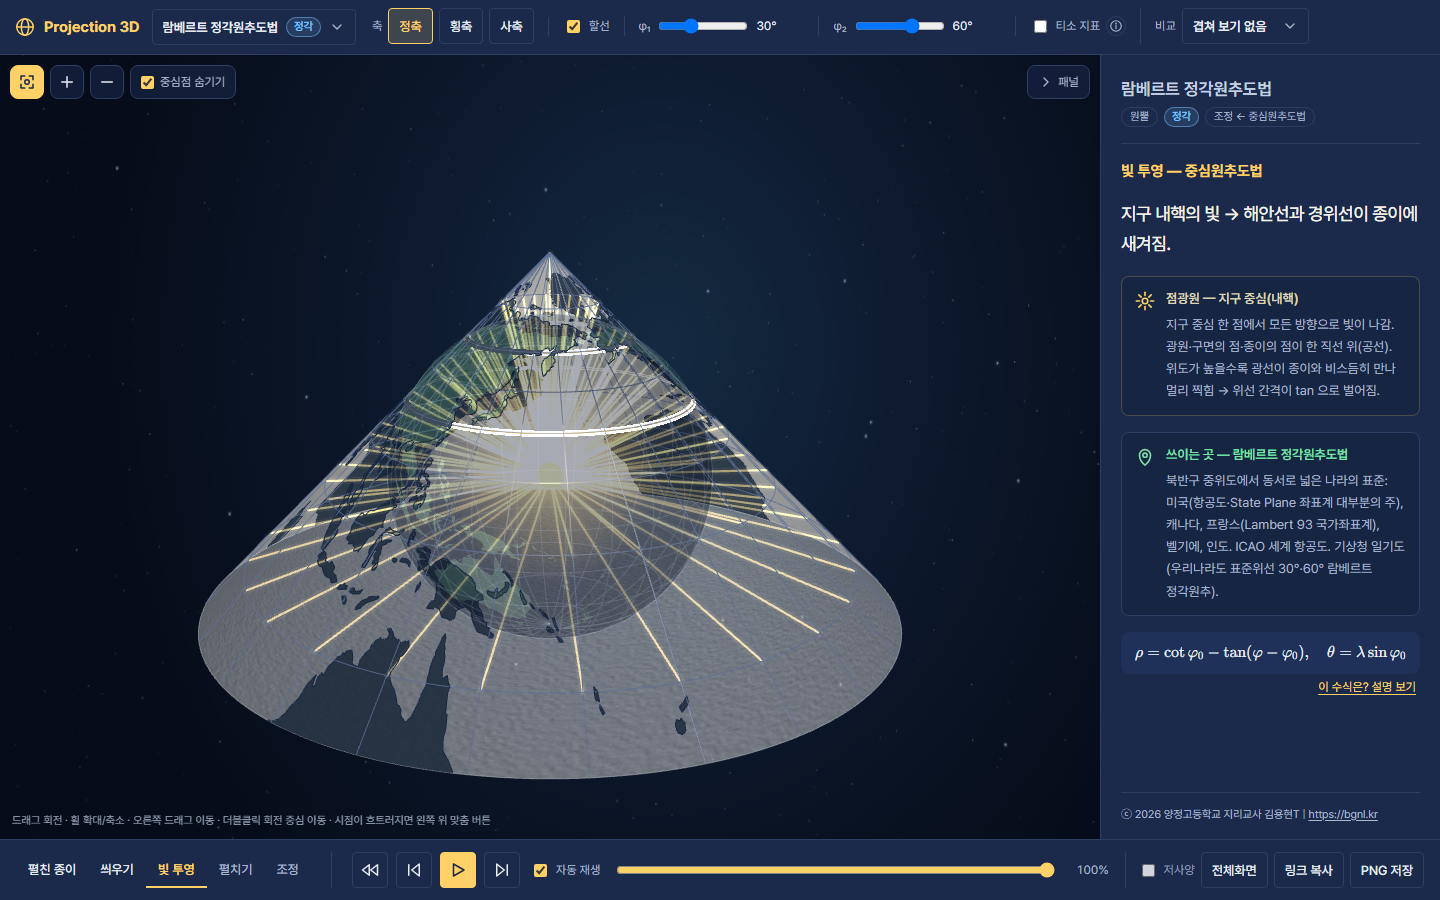 Projection 3D
람베르트 정각원추도법 정각
축 정축 횡축 사축
할선
φ₁ 30°
φ₂ 60°
티소 지표
비교 겹쳐 보기 없음
중심점 숨기기
패널
람베르트 정각원추도법
원뿔 정각 조정 ← 중심원추도법
빛 투영 — 중심원추도법
지구 내핵의 빛 → 해안선과 경위선이 종이에
새겨짐.
점광원 — 지구 중심(내핵)
지구 중심 한 점에서 모든 방향으로 빛이 나감.
광원·구면의 점·종이의 점이 한 직선 위(공선).
위도가 높을수록 광선이 종이와 비스듬히 만나
멀리 찍힘 → 위선 간격이 tan 으로 벌어짐.
쓰이는 곳 — 람베르트 정각원추도법
북반구 중위도에서 동서로 넓은 나라의 표준:
미국(항공도·State Plane 좌표계 대부분의 주),
캐나다, 프랑스(Lambert 93 국가좌표계),
벨기에, 인도. ICAO 세계 항공도. 기상청 일기도
(우리나라도 표준위선 30°·60° 람베르트
정각원추).
ρ = cot φ₀ − tan(φ − φ₀), θ = λ sin φ₀
이 수식은? 설명 보기
ⓒ 2026 양정고등학교 지리교사 김용현T | https://bgnl.kr
드래그 회전 · 휠 확대/축소 · 오른쪽 드래그 이동 · 더블클릭 회전 중심 이동 · 시점이 흐트러지면 왼쪽 위 맞춤 버튼
펼친 종이 씌우기 빛 투영 펼치기 조정
자동 재생
100%
저사양 전체화면 링크 복사 PNG 저장